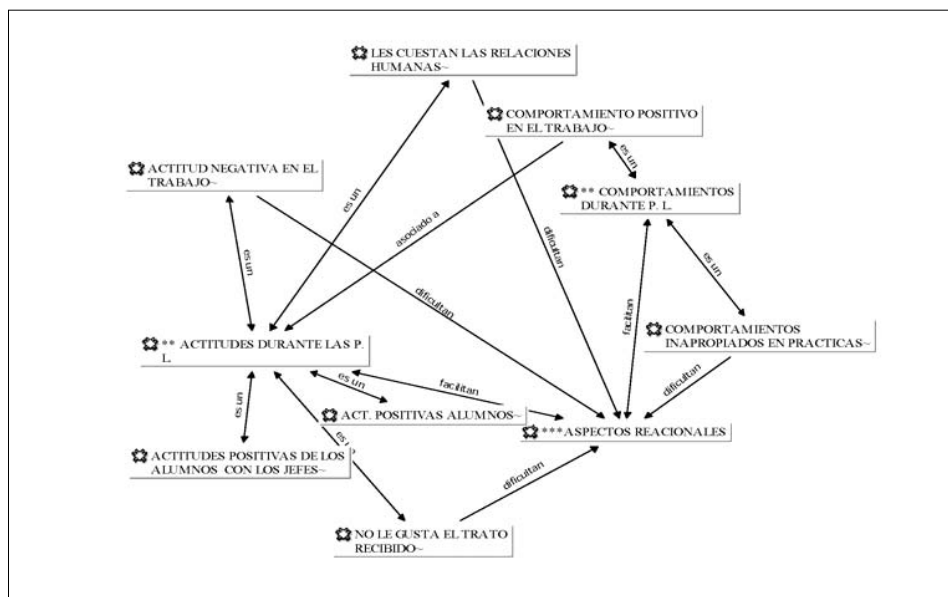 LES CUESTAN LAS RELACIONES
HUMANAS~
COMPORTAMIENTO POSITIVO
EN EL TRABAJO~
ACTITUD NEGATIVA EN EL
TRABAJO~
es un
** COMPORTAMIENTOS
DURANTE P. L.
es un
asociado a
es un
dificultan
es un
dificultan
facilitan
COMPORTAMIENTOS
INAPROPIADOS EN PRACTICAS~
** ACTITUDES DURANTE LAS P.
L.
facilitan
dificultan
es un
es un
ACT. POSITIVAS ALUMNOS~
***ASPECTOS REACIONALES
es
ACTITUDES POSITIVAS DE LOS
ALUMNOS CON LOS JEFES~
dificultan
NO LE GUSTA EL TRATO
RECIBIDO~